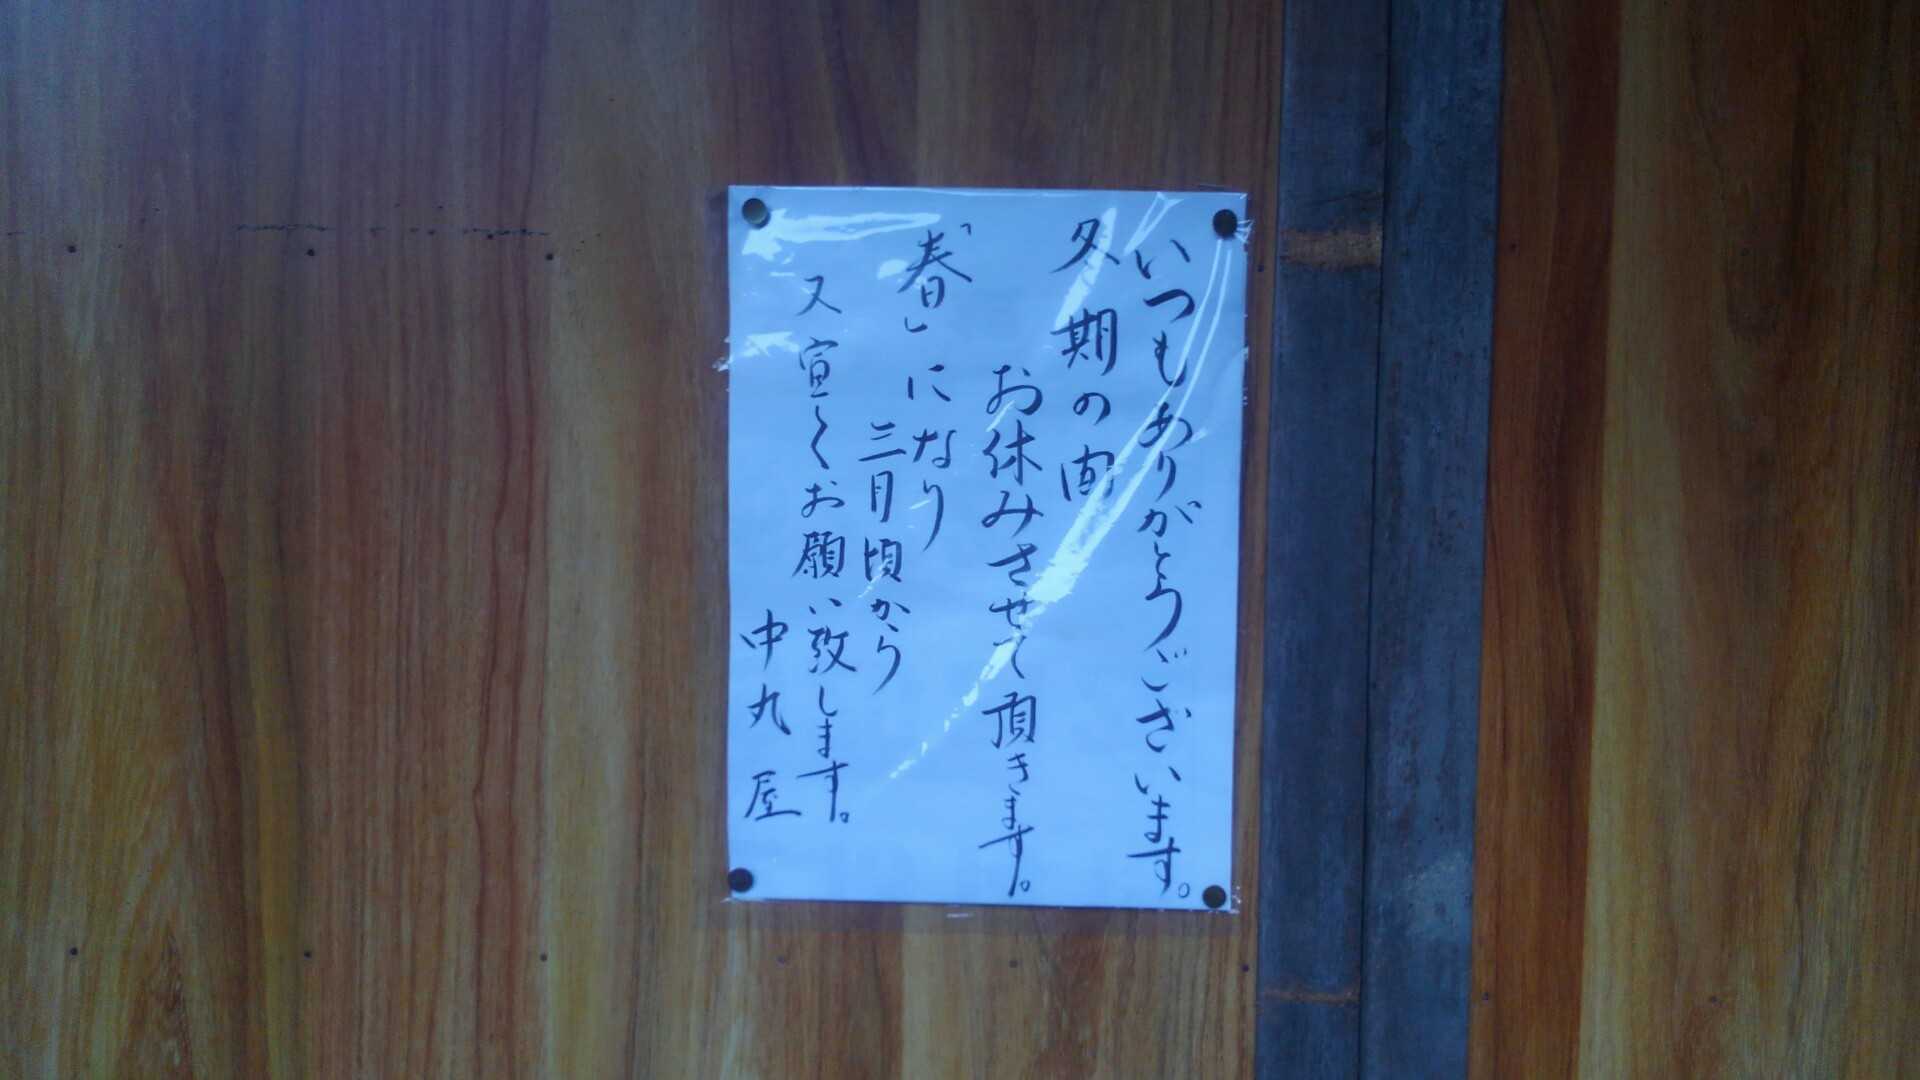 いつもありがとうございます。
冬期の間
お休みさせて頂きます。
「春」になり
三月頃から
又宜しくお願い致します。
中丸屋